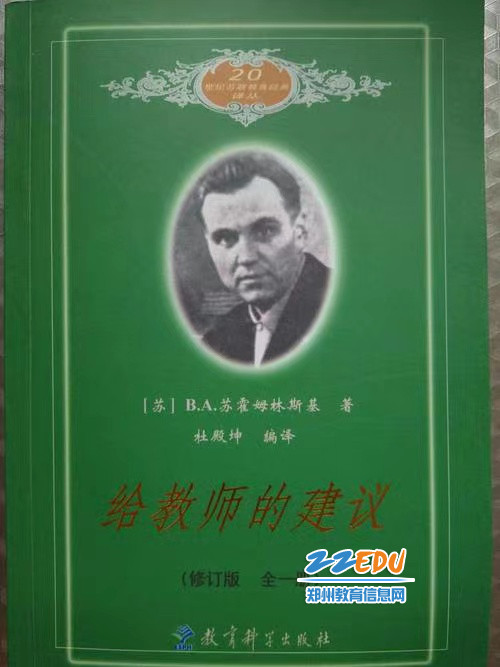 20
世纪苏联教育经典
译丛
[苏] B.A.苏霍姆林斯基 著
杜殿坤 编译
给教师的建议
(修订版 全一册
22EDU
郑州教育信息网
教育科学出版社